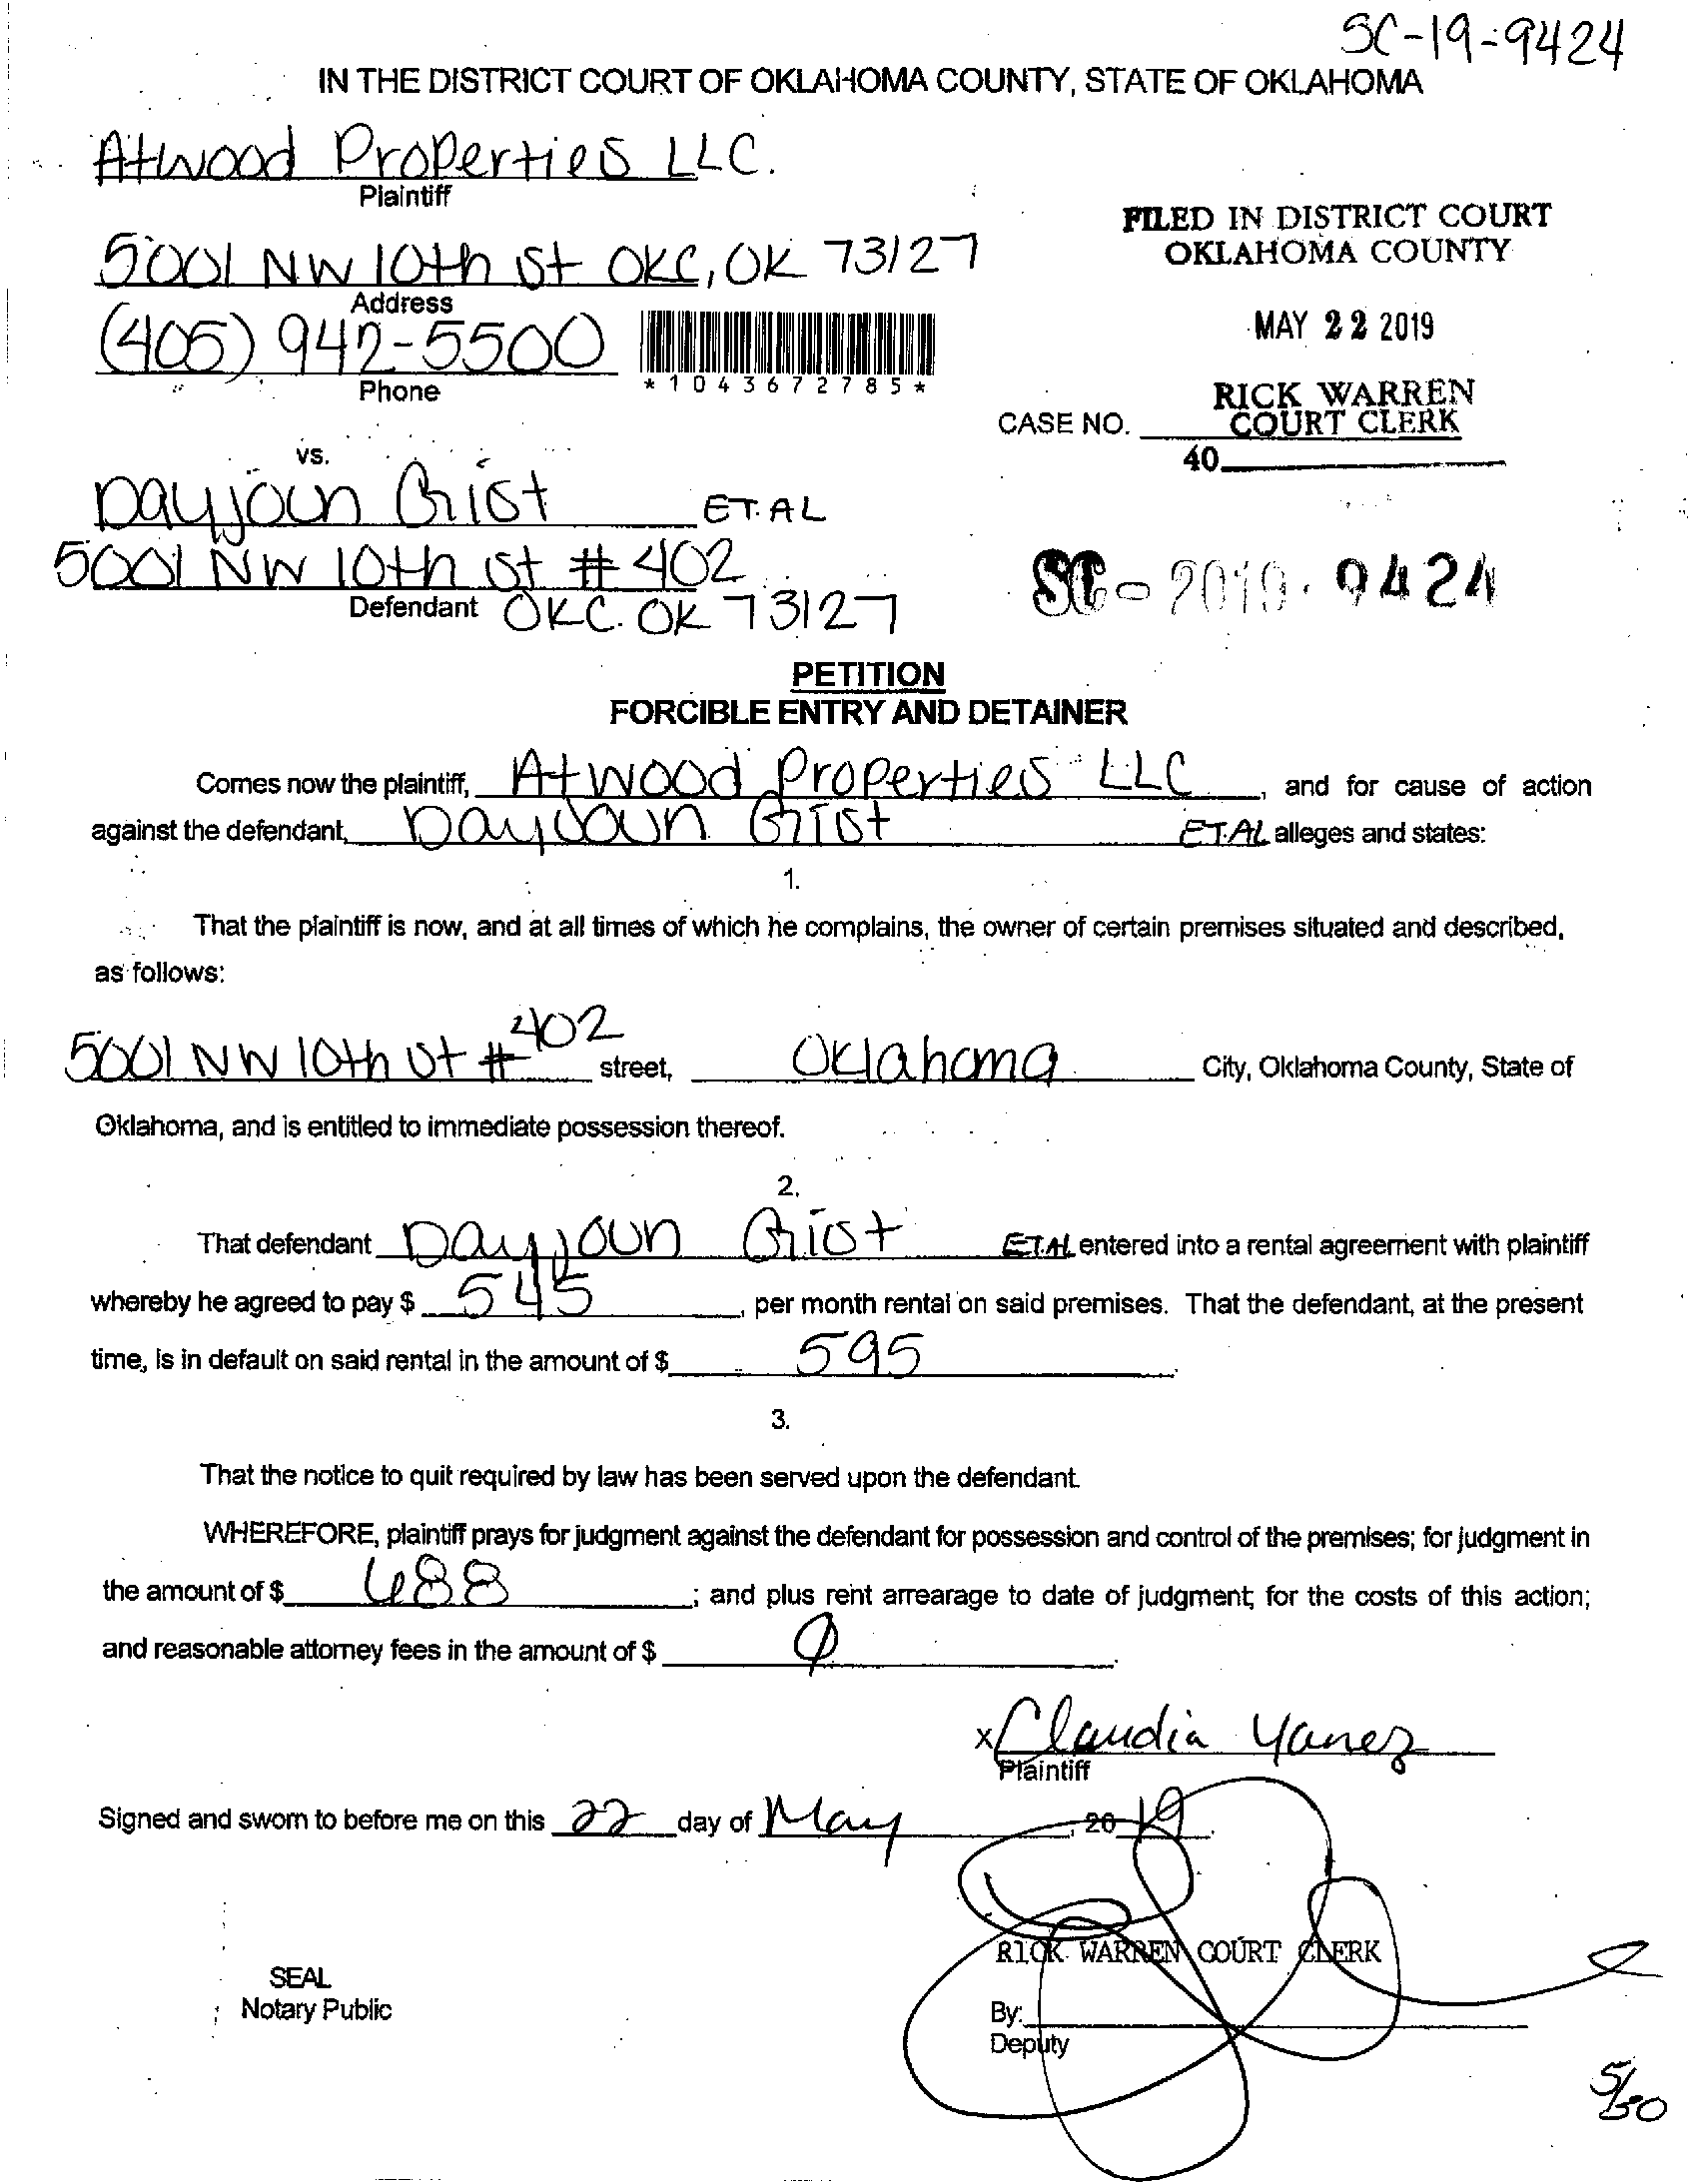 SC-19-9424
IN THE DISTRICT COURT OF OKLAHOMA COUNTY, STATE OF OKLAHOMA
Atwood Properties LLC.
Plaintiff
5001 NW 10th St OKC, OK 73127
Address
(405) 942-5500
Phone
*1043672785*
FILED IN DISTRICT COURT
OKLAHOMA COUNTY
MAY 22 2019
RICK WARREN
COURT CLERK
CASE NO.
40
vs.
Dayjoun Grist ET. AL
5001 NW 10th St # 402
Defendant OKC. OK 73127
SC-2019-9424
PETITION
FORCIBLE ENTRY AND DETAINER
Comes now the plaintiff, Atwood Properties LLC, and for cause of action
against the defendant, Dayjoun Grist ET.AL alleges and states:
1.
That the plaintiff is now, and at all times of which he complains, the owner of certain premises situated and described,
as follows:
5001 NW 10th St # 402 street, Oklahoma City, Oklahoma County, State of
Oklahoma, and is entitled to immediate possession thereof.
2.
That defendant Dayjoun Grist ET.AL entered into a rental agreement with plaintiff
whereby he agreed to pay $ 545, per month rental on said premises. That the defendant, at the present
time, is in default on said rental in the amount of $ 595.
3.
That the notice to quit required by law has been served upon the defendant.
WHEREFORE, plaintiff prays for judgment against the defendant for possession and control of the premises; for judgment in
the amount of $ 688; and plus rent arrearage to date of judgment; for the costs of this action;
and reasonable attorney fees in the amount of $ 0.
x Claudia Yanez
Plaintiff
Signed and sworn to before me on this 22 day of May, 2019.
RICK WARREN COURT CLERK
SEAL
Notary Public
By:
Deputy
5/30